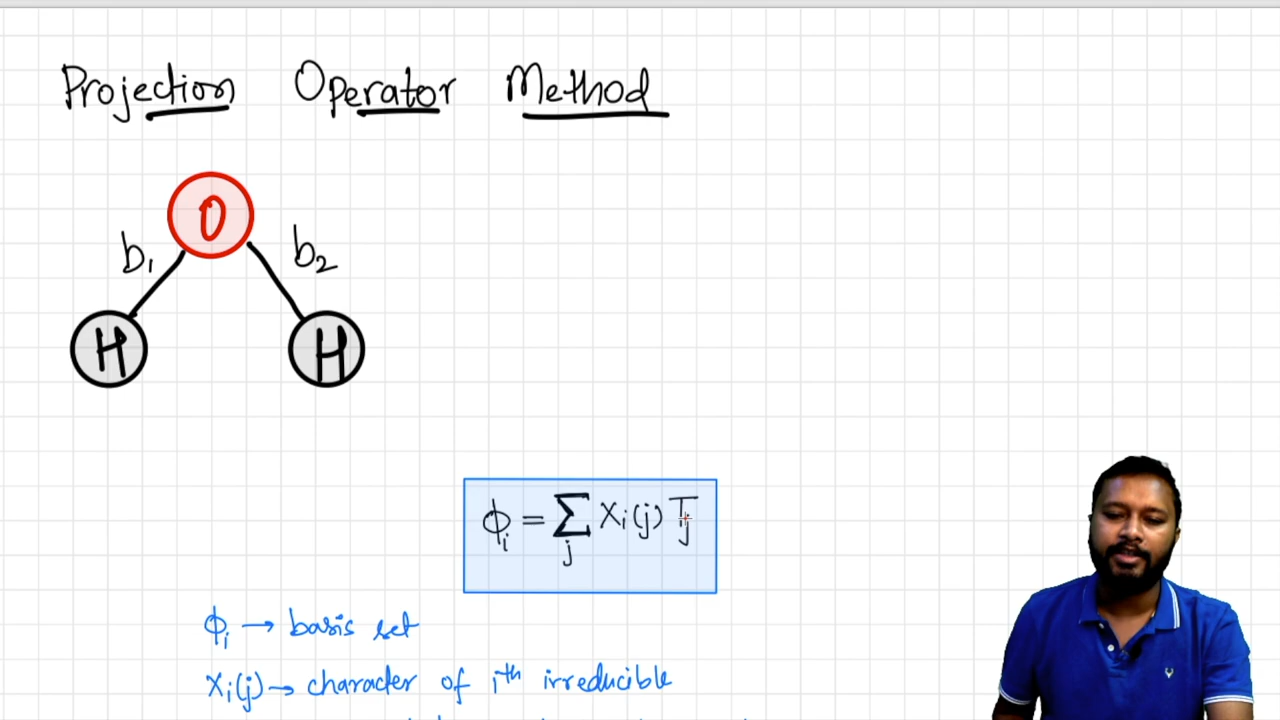 Projection Operator Method
O
b₁ b₂
H H
ϕᵢ = Σⱼ χᵢ(j) Tⱼ
ϕᵢ → basis set
χᵢ(j) → character of iᵗʰ irreducible